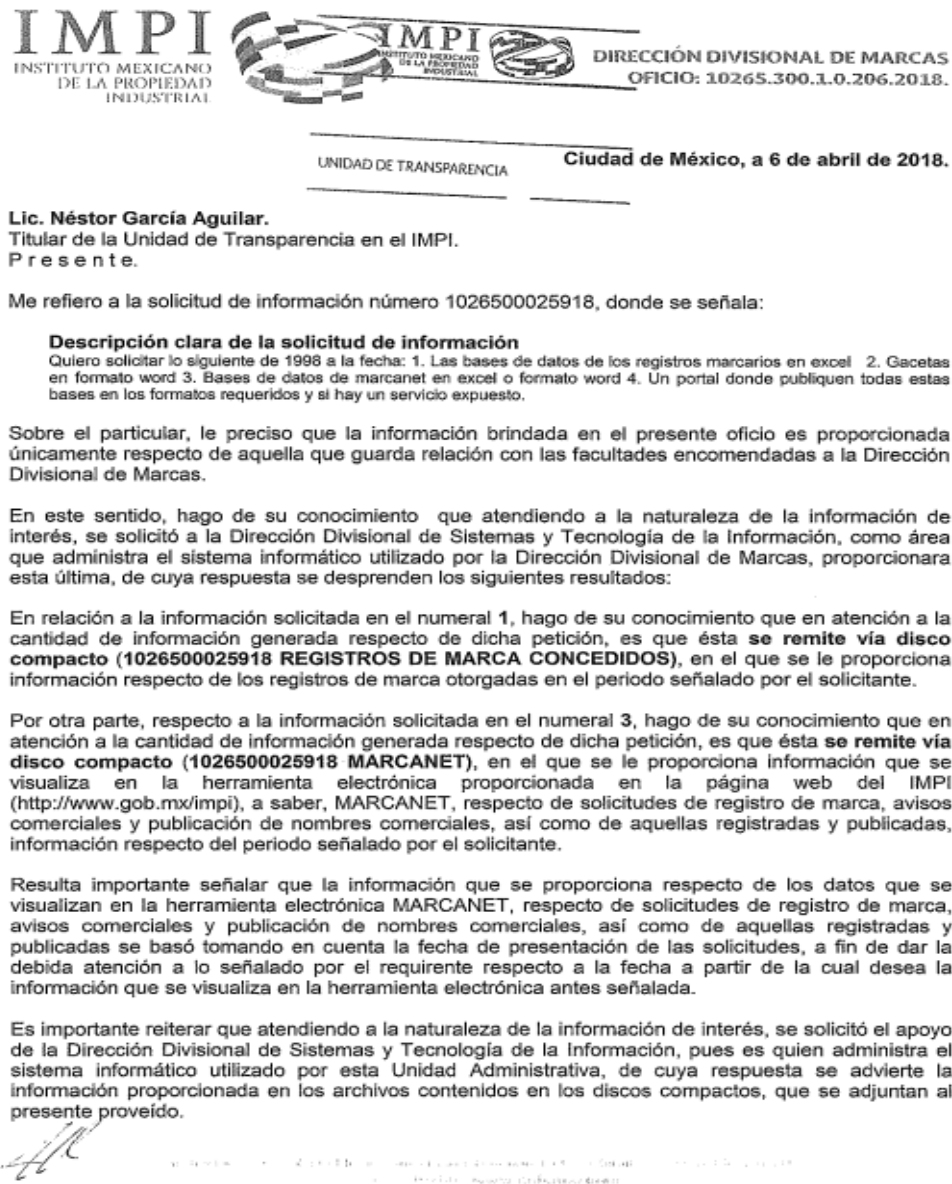 IMPI
INSTITUTO MEXICANO
DE LA PROPIEDAD
INDUSTRIAL
IMPI
INSTITUTO MEXICANO
DE LA PROPIEDAD
INDUSTRIAL
DIRECCIÓN DIVISIONAL DE MARCAS
OFICIO: 10265.300.1.0.206.2018.
UNIDAD DE TRANSPARENCIA
Ciudad de México, a 6 de abril de 2018.
Lic. Néstor García Aguilar.
Titular de la Unidad de Transparencia en el IMPI.
P r e s e n t e.
Me refiero a la solicitud de información número 1026500025918, donde se señala:
Descripción clara de la solicitud de información
Quiero solicitar lo siguiente de 1998 a la fecha: 1. Las bases de datos de los registros marcarios en excel 2. Gacetas
en formato word 3. Bases de datos de marcanet en excel o formato word 4. Un portal donde publiquen todas estas
bases en los formatos requeridos y si hay un servicio expuesto.
Sobre el particular, le preciso que la información brindada en el presente oficio es proporcionada
únicamente respecto de aquella que guarda relación con las facultades encomendadas a la Dirección
Divisional de Marcas.
En este sentido, hago de su conocimiento que atendiendo a la naturaleza de la información de
interés, se solicitó a la Dirección Divisional de Sistemas y Tecnología de la Información, como área
que administra el sistema informático utilizado por la Dirección Divisional de Marcas, proporcionara
esta última, de cuya respuesta se desprenden los siguientes resultados:
En relación a la información solicitada en el numeral 1, hago de su conocimiento que en atención a la
cantidad de información generada respecto de dicha petición, es que ésta se remite vía disco
compacto (1026500025918 REGISTROS DE MARCA CONCEDIDOS), en el que se le proporciona
información respecto de los registros de marca otorgadas en el periodo señalado por el solicitante.
Por otra parte, respecto a la información solicitada en el numeral 3, hago de su conocimiento que en
atención a la cantidad de información generada respecto de dicha petición, es que ésta se remite vía
disco compacto (1026500025918 MARCANET), en el que se le proporciona información que se
visualiza en la herramienta electrónica proporcionada en la página web del IMPI
(http://www.gob.mx/impi), a saber, MARCANET, respecto de solicitudes de registro de marca, avisos
comerciales y publicación de nombres comerciales, así como de aquellas registradas y publicadas,
información respecto del periodo señalado por el solicitante.
Resulta importante señalar que la información que se proporciona respecto de los datos que se
visualizan en la herramienta electrónica MARCANET, respecto de solicitudes de registro de marca,
avisos comerciales y publicación de nombres comerciales, así como de aquellas registradas y
publicadas se basó tomando en cuenta la fecha de presentación de las solicitudes, a fin de dar la
debida atención a lo señalado por el requirente respecto a la fecha a partir de la cual desea la
información que se visualiza en la herramienta electrónica antes señalada.
Es importante reiterar que atendiendo a la naturaleza de la información de interés, se solicitó el apoyo
de la Dirección Divisional de Sistemas y Tecnología de la Información, pues es quien administra el
sistema informático utilizado por esta Unidad Administrativa, de cuya respuesta se advierte la
información proporcionada en los archivos contenidos en los discos compactos, que se adjuntan al
presente proveído.